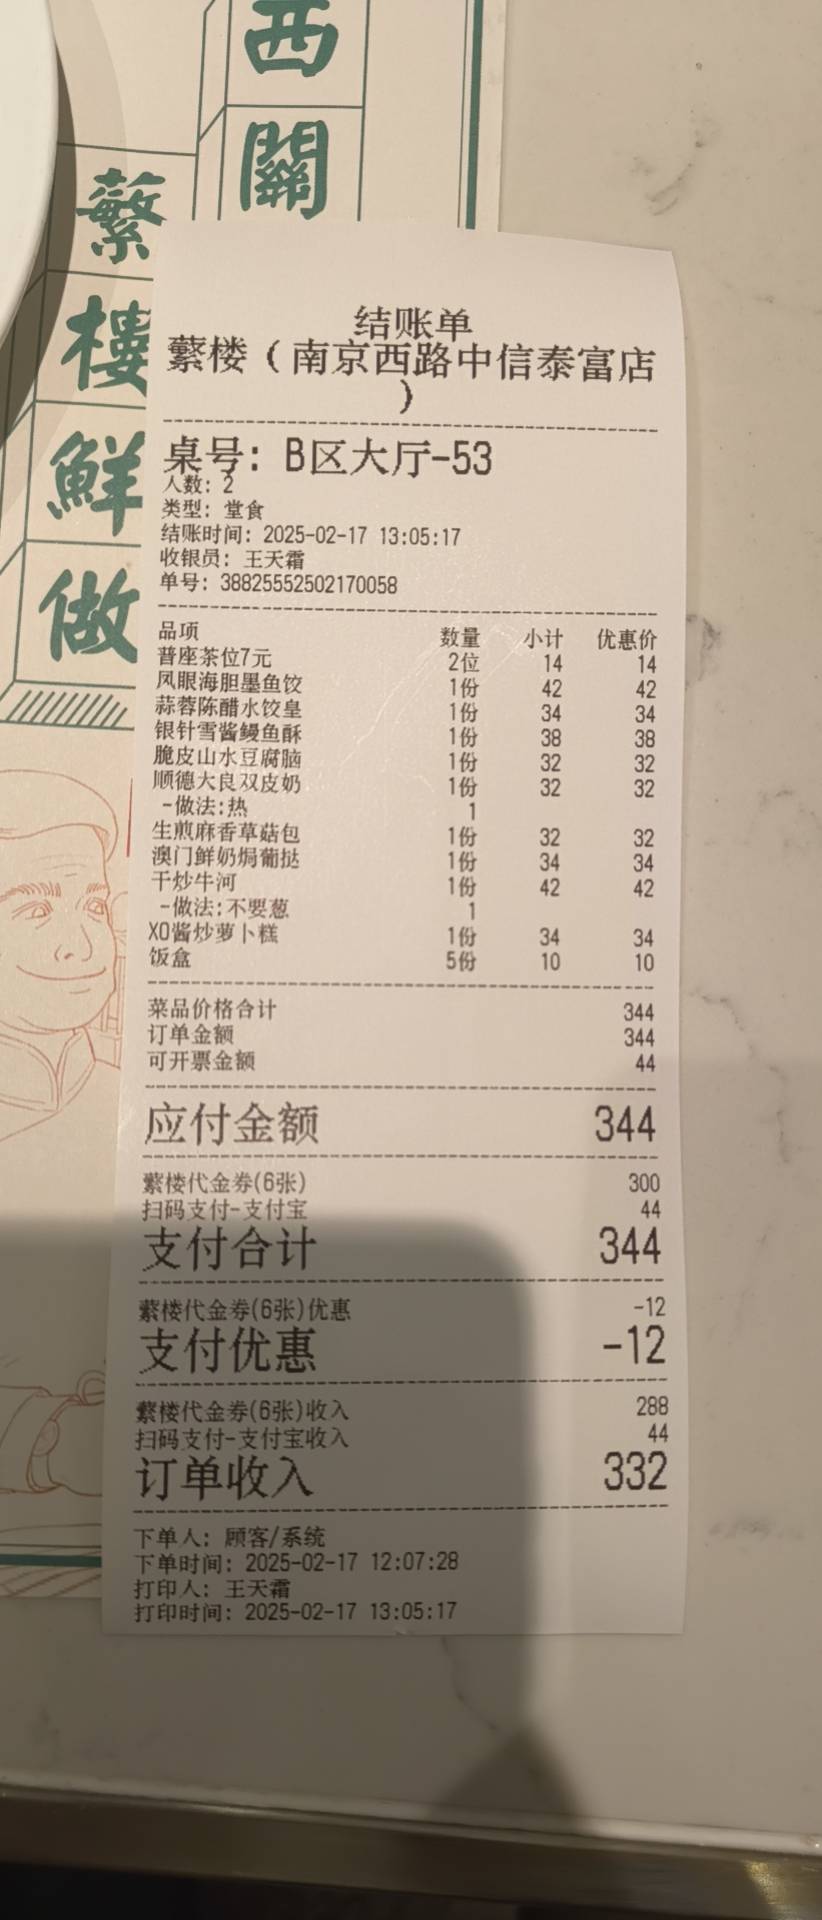 西關
蘩樓鮮做
结账单
蘩楼（南京西路中信泰富店
）
桌号: B区大厅-53
人数: 2
类型: 堂食
结账时间: 2025-02-17 13:05:17
收银员: 王天霜
单号: 38825552502170058
品项 数量 小计 优惠价
普座茶位7元 2位 14 14
凤眼海胆墨鱼饺 1份 42 42
蒜蓉陈醋水饺皇 1份 34 34
银针雪酱鳗鱼酥 1份 38 38
脆皮山水豆腐脑 1份 32 32
顺德大良双皮奶 1份 32 32
-做法:热 1
生煎麻香草菇包 1份 32 32
澳门鲜奶焗葡挞 1份 34 34
干炒牛河 1份 42 42
-做法:不要葱 1
XO酱炒萝卜糕 1份 34 34
饭盒 5份 10 10
菜品价格合计 344
订单金额 344
可开票金额 44
应付金额 344
蘩楼代金券(6张) 300
扫码支付-支付宝 44
支付合计 344
蘩楼代金券(6张)优惠 -12
支付优惠 -12
蘩楼代金券(6张)收入 288
扫码支付-支付宝收入 44
订单收入 332
下单人: 顾客/系统
下单时间: 2025-02-17 12:07:28
打印人: 王天霜
打印时间: 2025-02-17 13:05:17